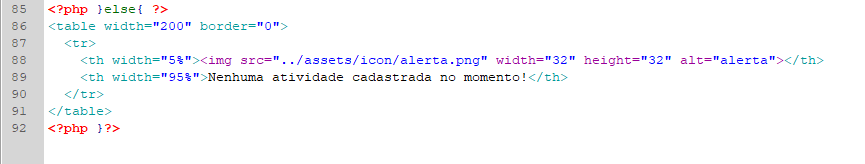 85 <?php }else{ ?>
86 <table width="200" border="0">
87   <tr>
88     <th width="5%"><img src="../assets/icon/alerta.png" width="32" height="32" alt="alerta"></th>
89     <th width="95%">Nenhuma atividade cadastrada no momento!</th>
90   </tr>
91 </table>
92 <?php }?>